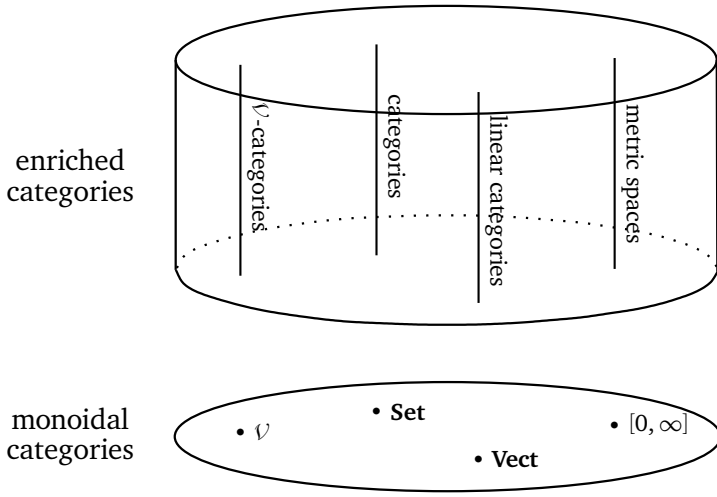 enriched
categories
𝒱-categories
categories
linear categories
metric spaces
monoidal
categories
• 𝒱
• Set
• Vect
• [0, ∞]